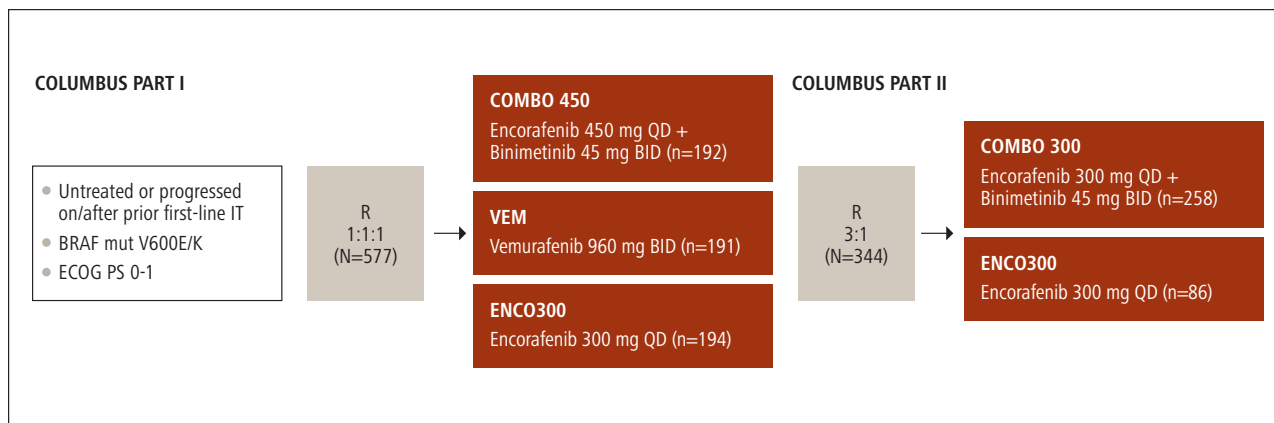 COLUMBUS PART I
• Untreated or progressed
on/after prior first-line IT
• BRAF mut V600E/K
• ECOG PS 0-1
R
1:1:1
(N=577)
COMBO 450
Encorafenib 450 mg QD +
Binimetinib 45 mg BID (n=192)
VEM
Vemurafenib 960 mg BID (n=191)
ENCO300
Encorafenib 300 mg QD (n=194)
COLUMBUS PART II
R
3:1
(N=344)
COMBO 300
Encorafenib 300 mg QD +
Binimetinib 45 mg BID (n=258)
ENCO300
Encorafenib 300 mg QD (n=86)